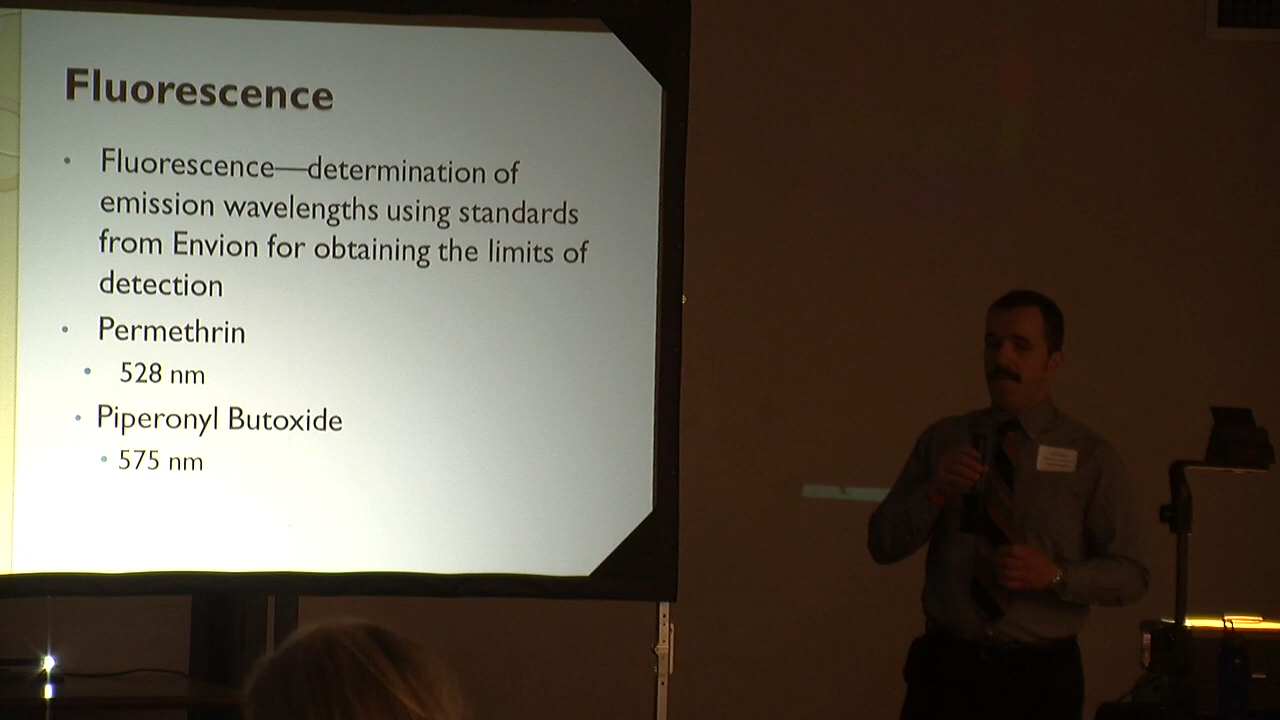 Fluorescence
• Fluorescence—determination of
emission wavelengths using standards
from Envion for obtaining the limits of
detection
• Permethrin
• 528 nm
• Piperonyl Butoxide
• 575 nm